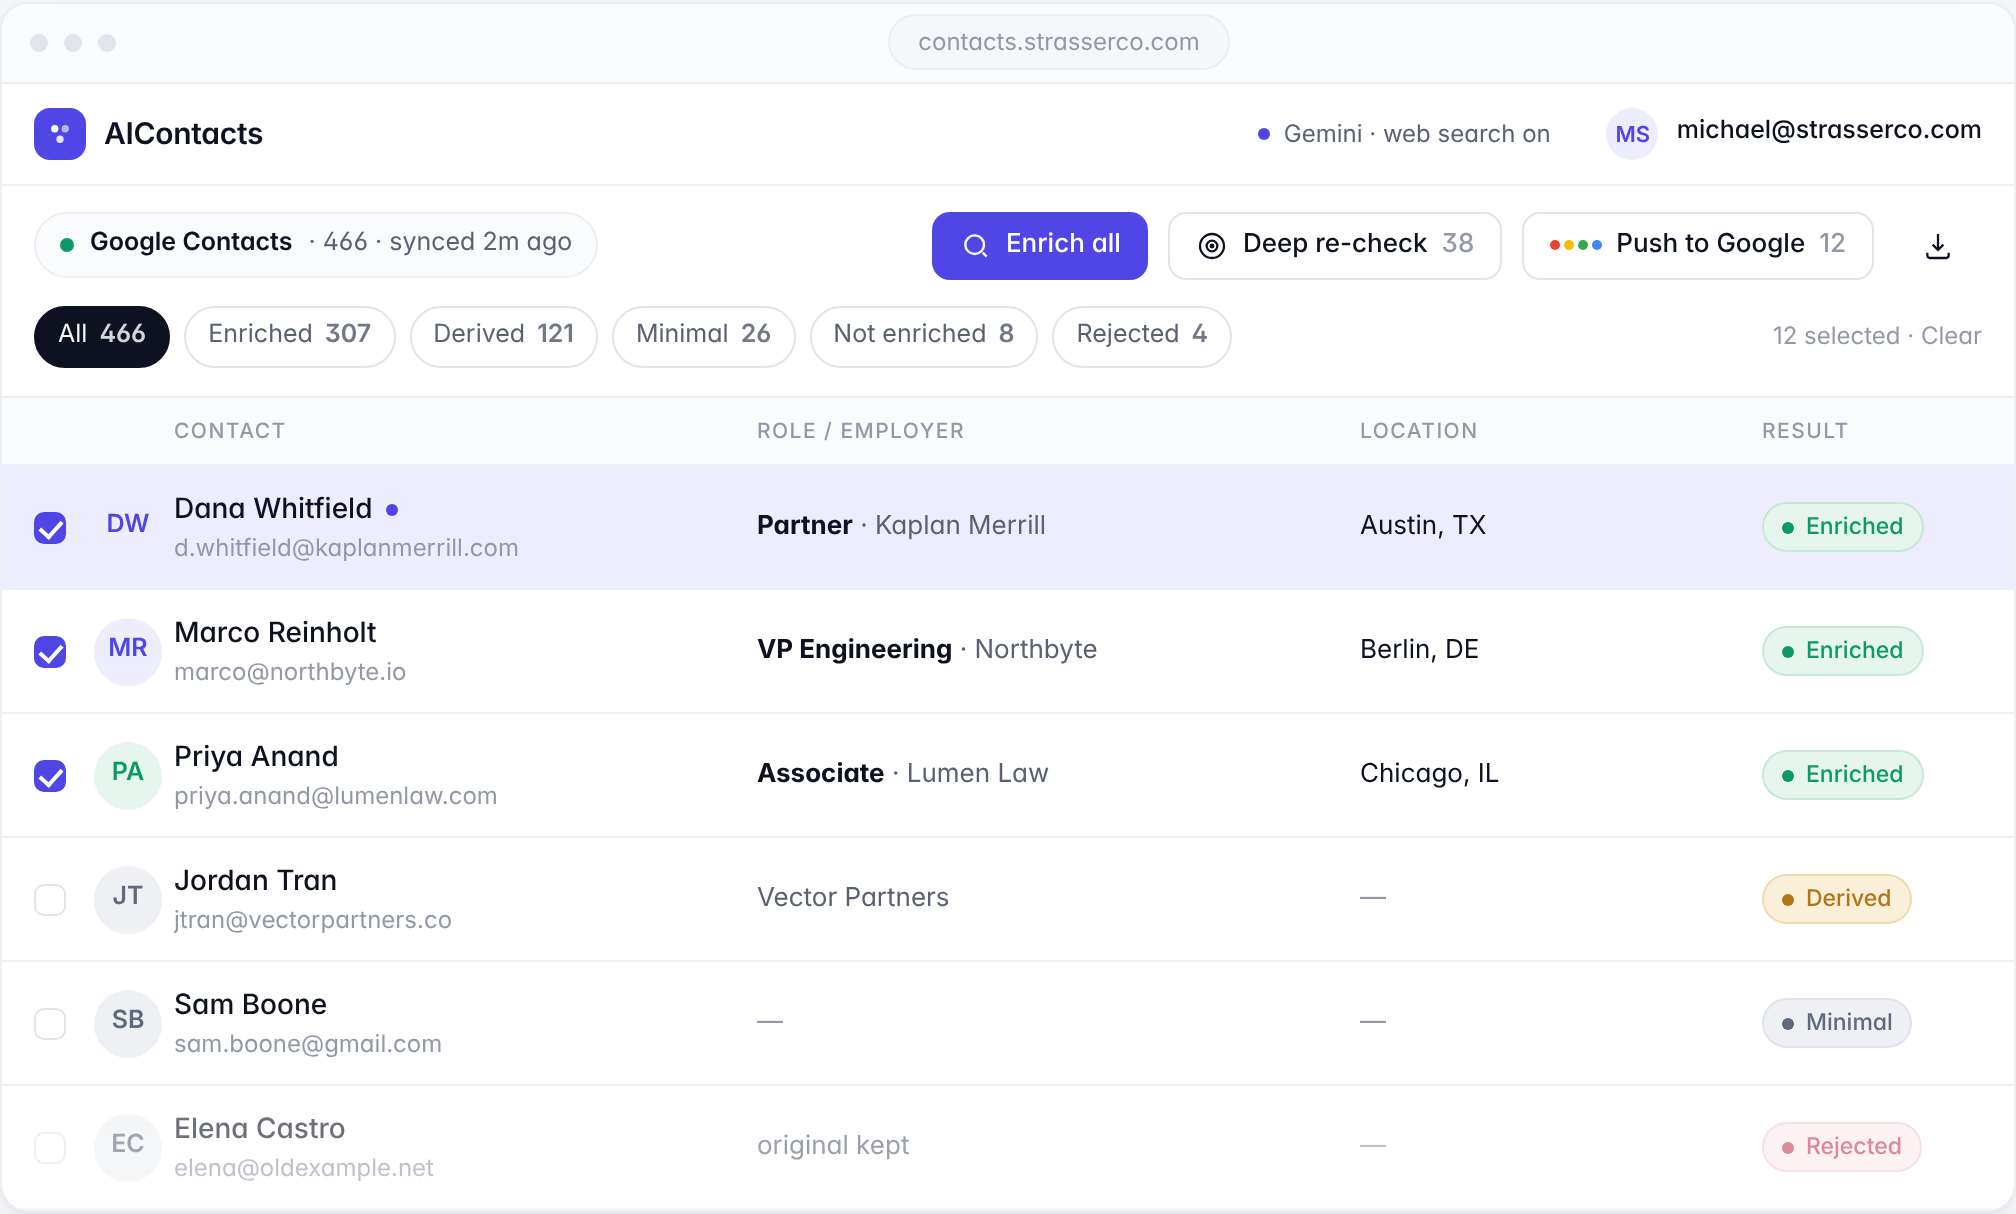 contacts.strasserco.com
AIContacts
Gemini · web search on
MS
michael@strasserco.com
Google Contacts · 466 · synced 2m ago
Enrich all
Deep re-check 38
Push to Google 12
All 466
Enriched 307
Derived 121
Minimal 26
Not enriched 8
Rejected 4
12 selected · Clear
CONTACT
ROLE / EMPLOYER
LOCATION
RESULT
DW
Dana Whitfield
d.whitfield@kaplanmerrill.com
Partner · Kaplan Merrill
Austin, TX
Enriched
MR
Marco Reinholt
marco@northbyte.io
VP Engineering · Northbyte
Berlin, DE
Enriched
PA
Priya Anand
priya.anand@lumenlaw.com
Associate · Lumen Law
Chicago, IL
Enriched
JT
Jordan Tran
jtran@vectorpartners.co
Vector Partners
—
Derived
SB
Sam Boone
sam.boone@gmail.com
—
—
Minimal
EC
Elena Castro
elena@oldexample.net
original kept
—
Rejected